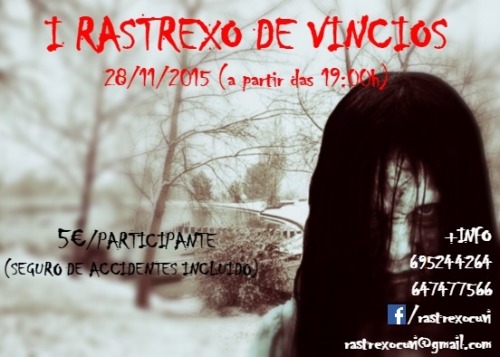 I RASTREXO DE VINCIOS
28/11/2015 (a partir das 19:00h)
5€/PARTICIPANTE
(SEGURO DE ACCIDENTES INCLUIDO)
+INFO
695244264
647477566
f/rastrexocuvi
rastrexocuvi@gmail.com